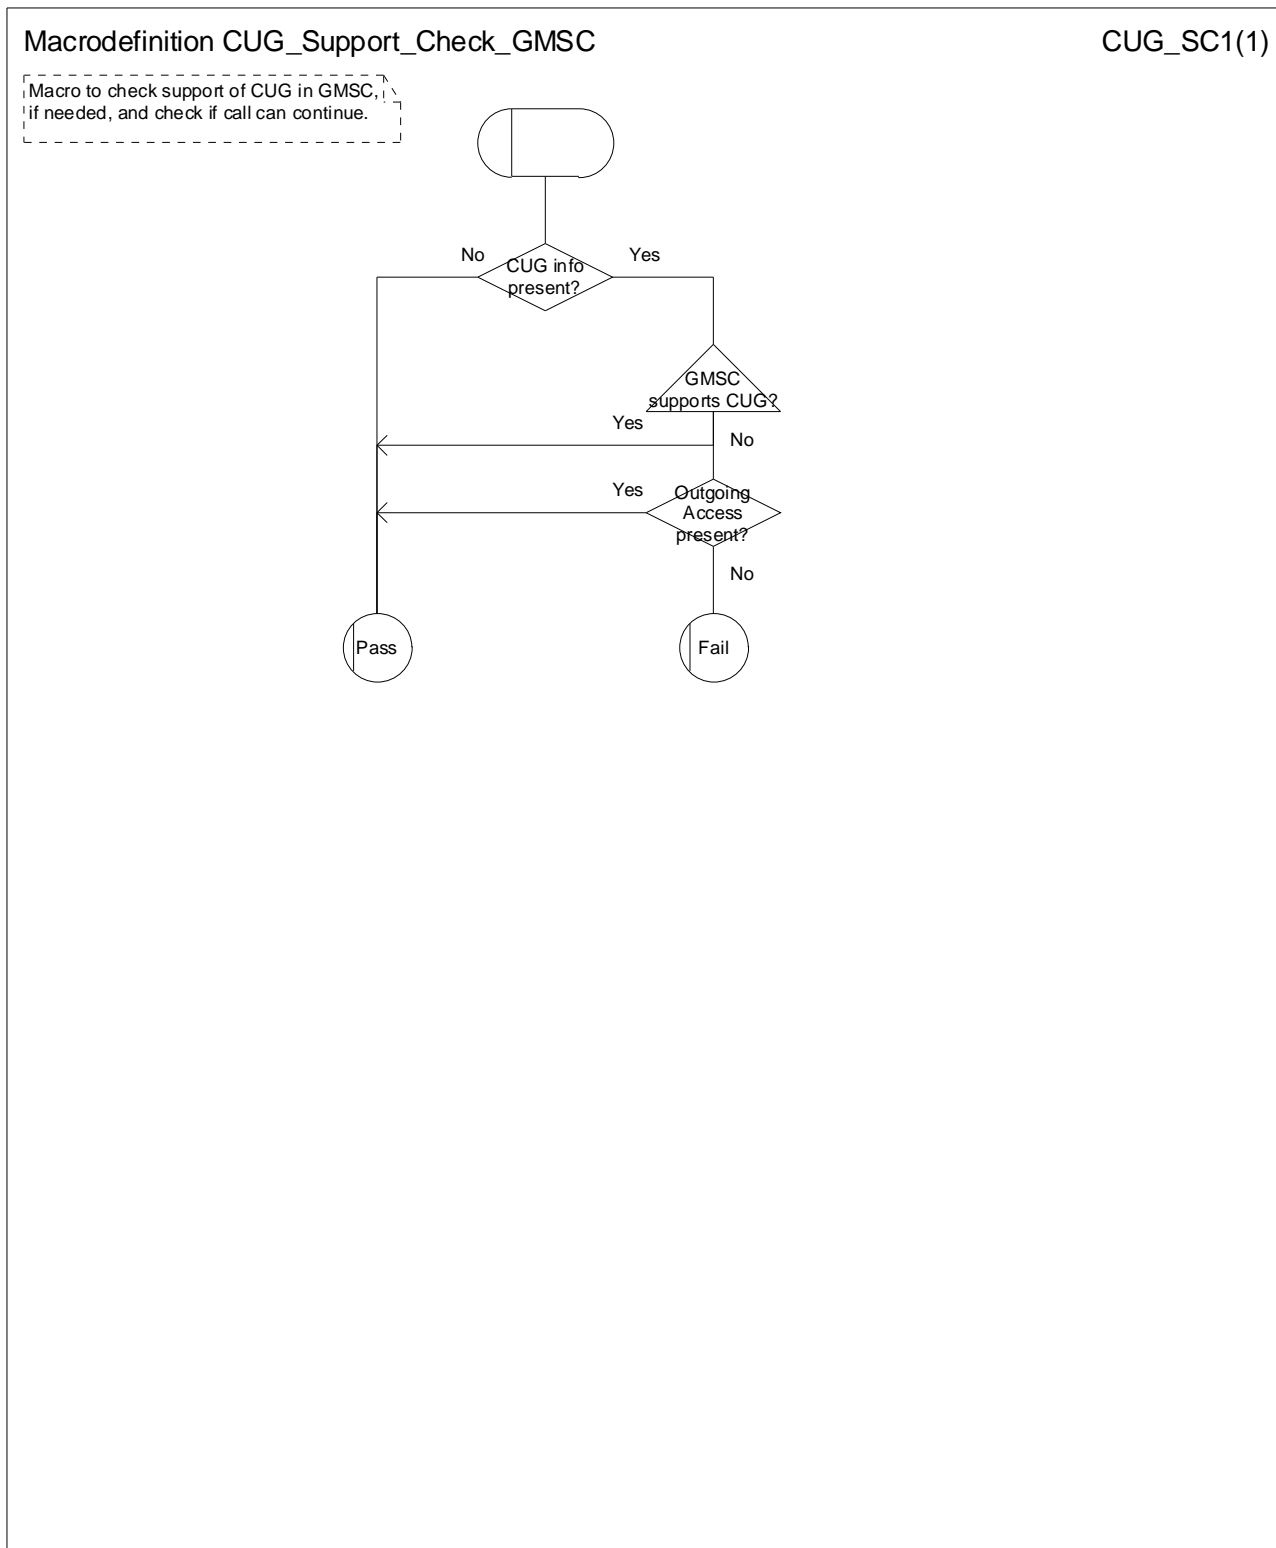 Macrodefinition CUG_Support_Check_GMSC
CUG_SC1(1)
Macro to check support of CUG in GMSC,
if needed, and check if call can continue.
No
Yes
CUG info
present?
GMSC
supports CUG?
Yes
No
Yes
Outgoing
Access
present?
No
Pass
Fail